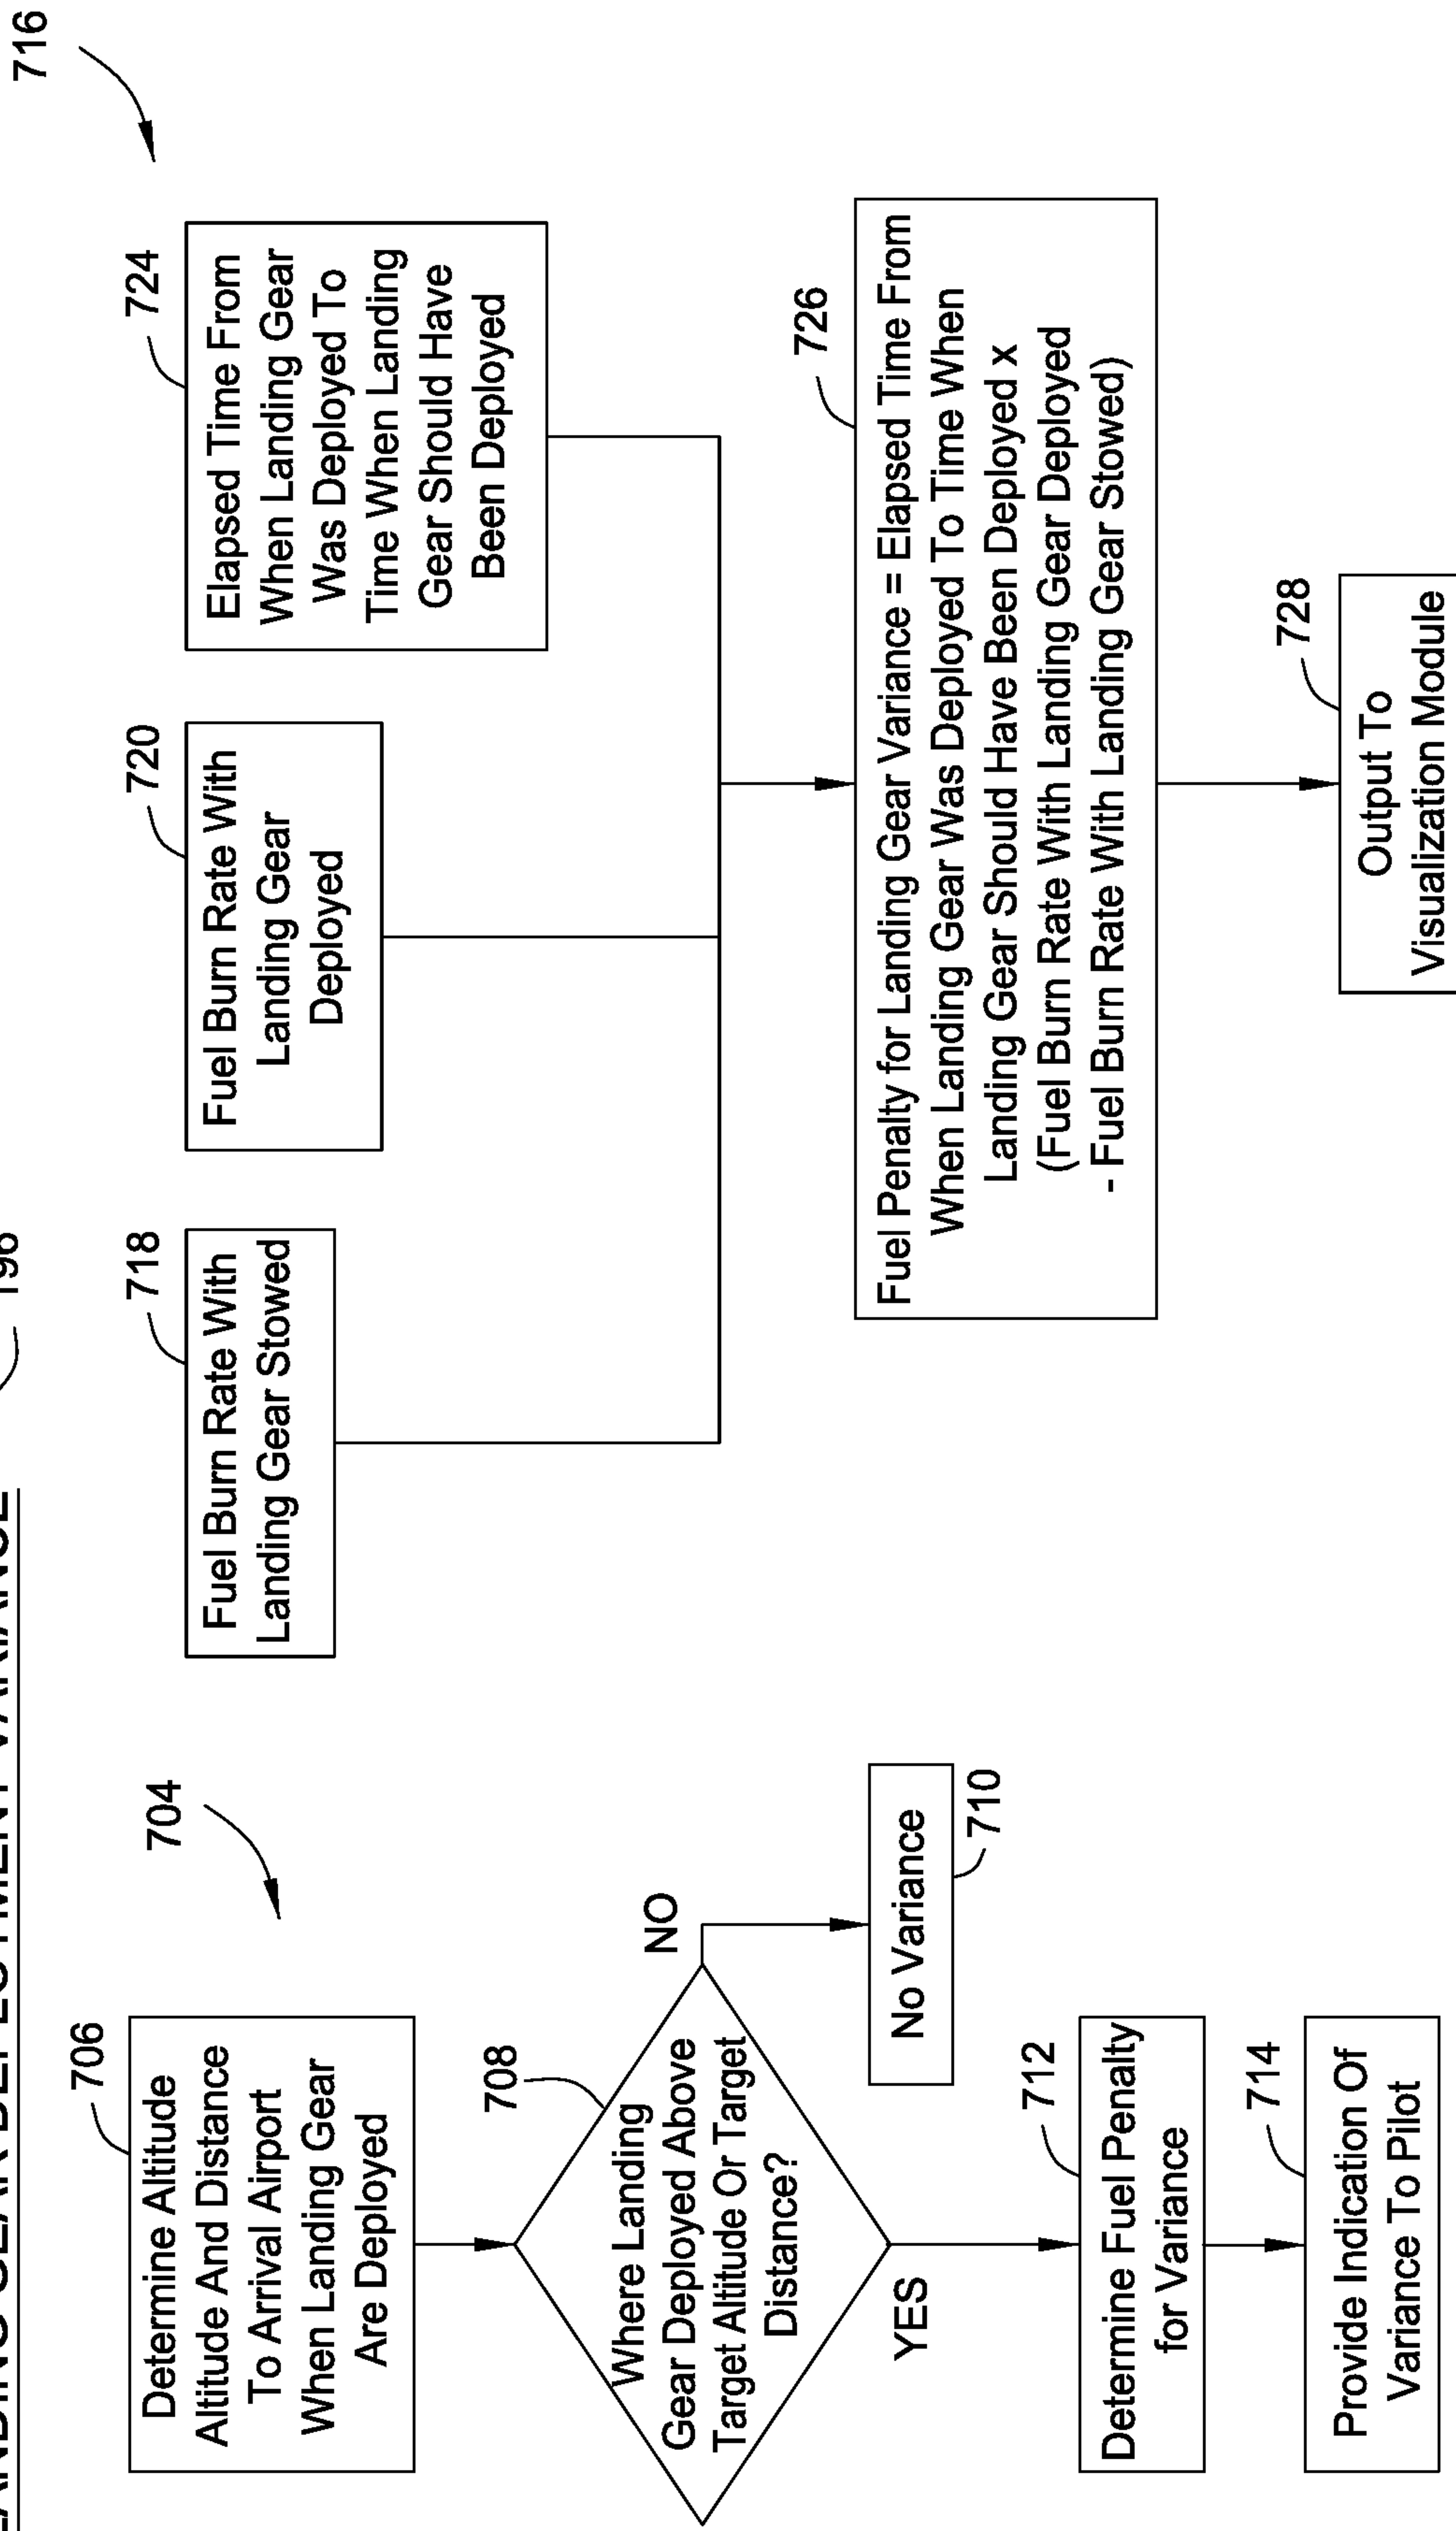 LANDING GEAR DEPLOYMENT VARIANCE
196
704
706
Determine Altitude
Altitude And Distance
To Arrival Airport
When Landing Gear
Are Deployed
708
Where Landing
Gear Deployed Above
Target Altitude Or Target
Distance?
NO
No Variance
710
YES
712
Determine Fuel Penalty
for Variance
714
Provide Indication Of
Variance To Pilot
716
718
Fuel Burn Rate With
Landing Gear Stowed
720
Fuel Burn Rate With
Landing Gear
Deployed
724
Elapsed Time From
When Landing Gear
Was Deployed To
Time When Landing
Gear Should Have
Been Deployed
726
Fuel Penalty for Landing Gear Variance = Elapsed Time From
When Landing Gear Was Deployed To Time When
Landing Gear Should Have Been Deployed x
(Fuel Burn Rate With Landing Gear Deployed
- Fuel Burn Rate With Landing Gear Stowed)
728
Output To
Visualization Module